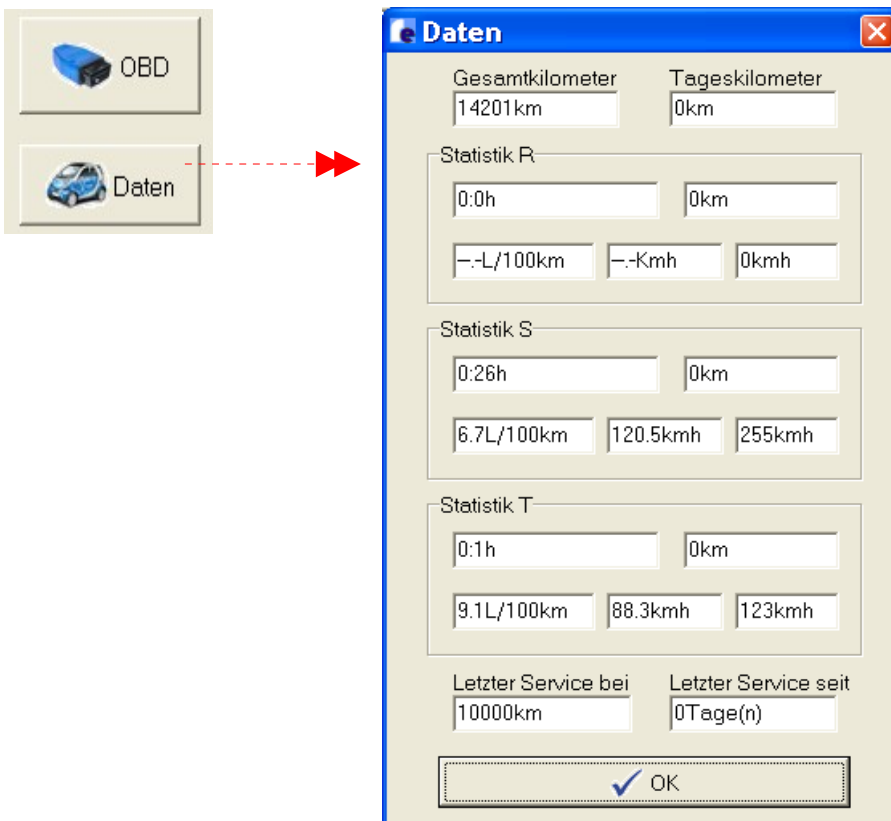 OBD
Daten
Daten
Gesamtkilometer Tageskilometer
14201km 0km
Statistik R
0:0h 0km
–.-L/100km –.-Kmh 0kmh
Statistik S
0:26h 0km
6.7L/100km 120.5kmh 255kmh
Statistik T
0:1h 0km
9.1L/100km 88.3kmh 123kmh
Letzter Service bei Letzter Service seit
10000km 0Tage(n)
OK